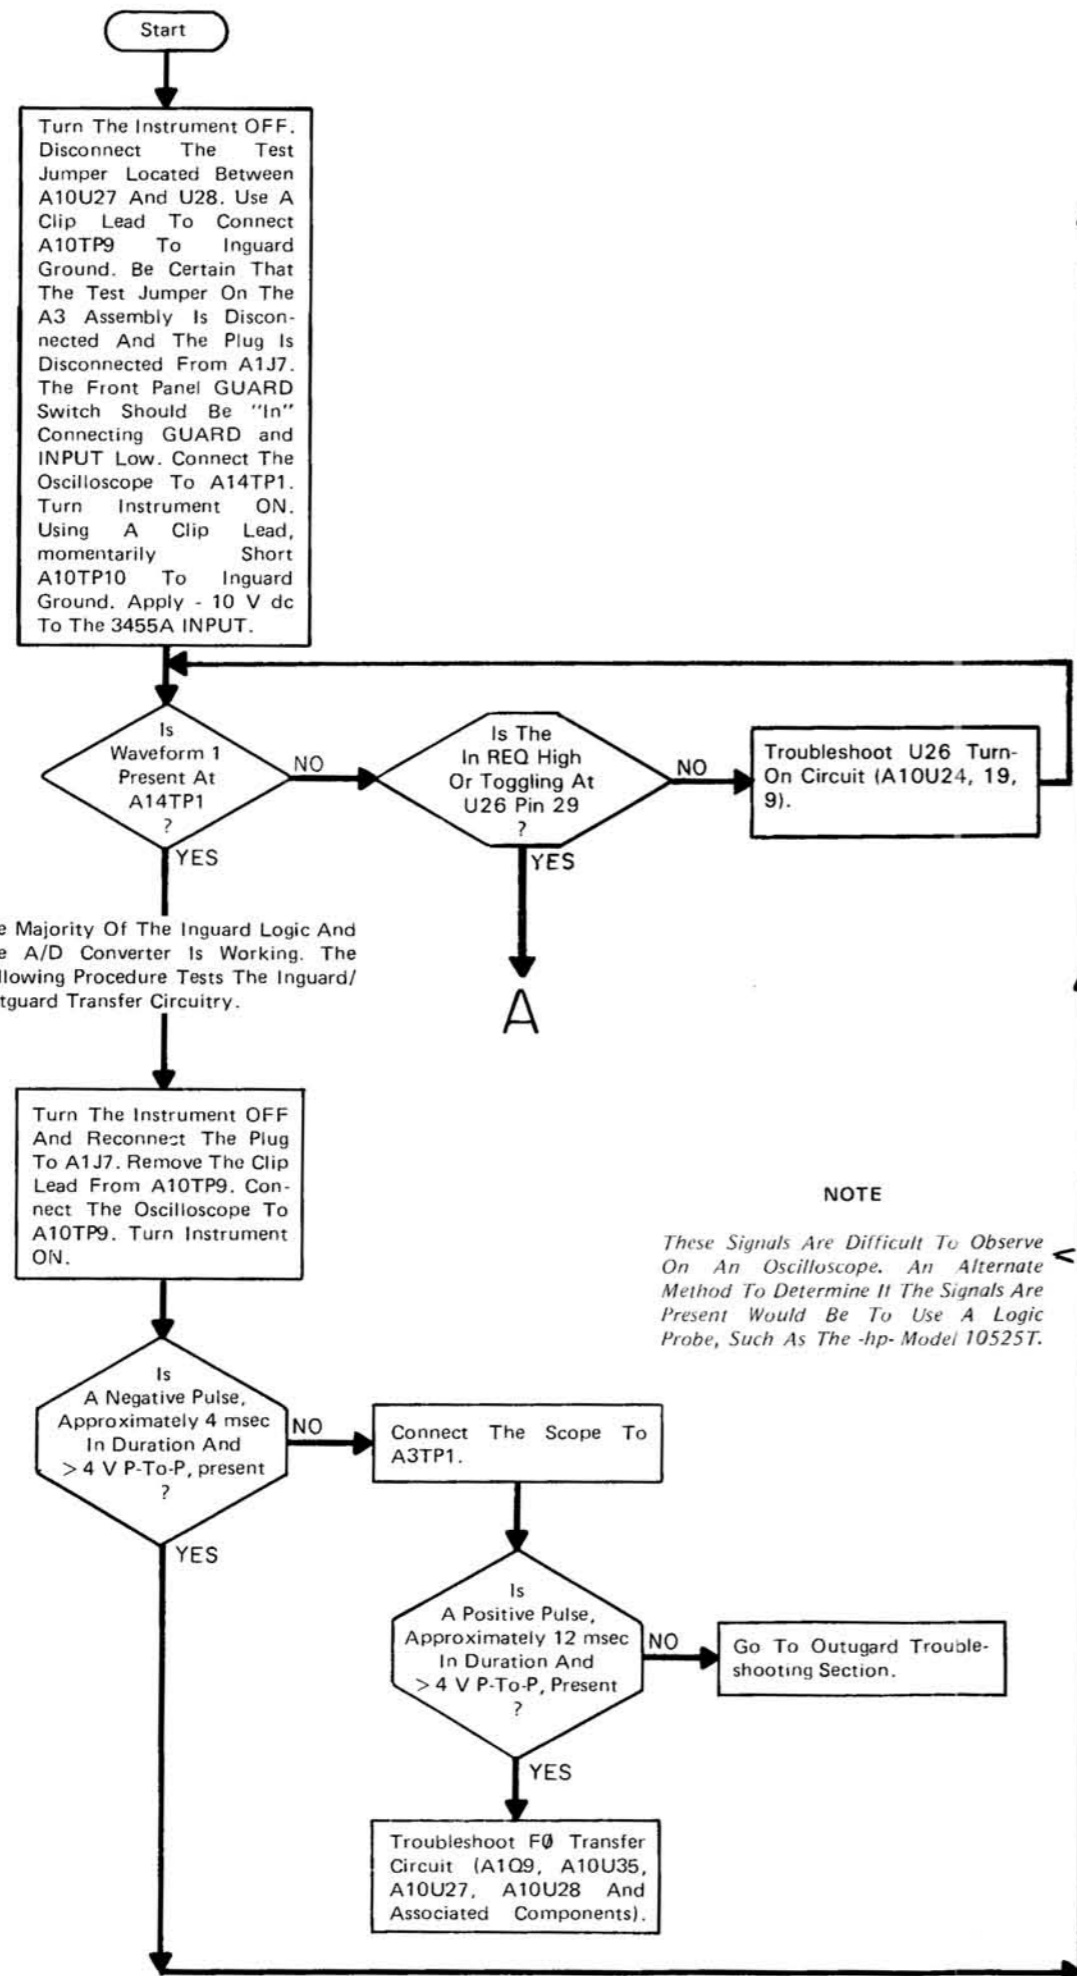 Start
Turn The Instrument OFF.
Disconnect The Test
Jumper Located Between
A10U27 And U28. Use A
Clip Lead To Connect
A10TP9 To Inguard
Ground. Be Certain That
The Test Jumper On The
A3 Assembly Is Discon-
nected And The Plug Is
Disconnected From A1J7.
The Front Panel GUARD
Switch Should Be "In"
Connecting GUARD and
INPUT Low. Connect The
Oscilloscope To A14TP1.
Turn Instrument ON.
Using A Clip Lead,
momentarily Short
A10TP10 To Inguard
Ground. Apply - 10 V dc
To The 3455A INPUT.
Is
Waveform 1
Present At
A14TP1
?
NO
YES
Is The
In REQ High
Or Toggling At
U26 Pin 29
?
NO
YES
Troubleshoot U26 Turn-
On Circuit (A10U24, 19,
9).
A
e Majority Of The Inguard Logic And
e A/D Converter Is Working. The
llowing Procedure Tests The Inguard/
tguard Transfer Circuitry.
Turn The Instrument OFF
And Reconnect The Plug
To A1J7. Remove The Clip
Lead From A10TP9. Con-
nect The Oscilloscope To
A10TP9. Turn Instrument
ON.
NOTE
These Signals Are Difficult To Observe
On An Oscilloscope. An Alternate
Method To Determine If The Signals Are
Present Would Be To Use A Logic
Probe, Such As The -hp- Model 10525T.
<
Is
A Negative Pulse,
Approximately 4 msec
In Duration And
> 4 V P-To-P, present
?
NO
YES
Connect The Scope To
A3TP1.
Is
A Positive Pulse,
Approximately 12 msec
In Duration And
> 4 V P-To-P, Present
?
NO
YES
Go To Outugard Trouble-
shooting Section.
Troubleshoot FØ Transfer
Circuit (A1Q9, A10U35,
A10U27, A10U28 And
Associated Components).